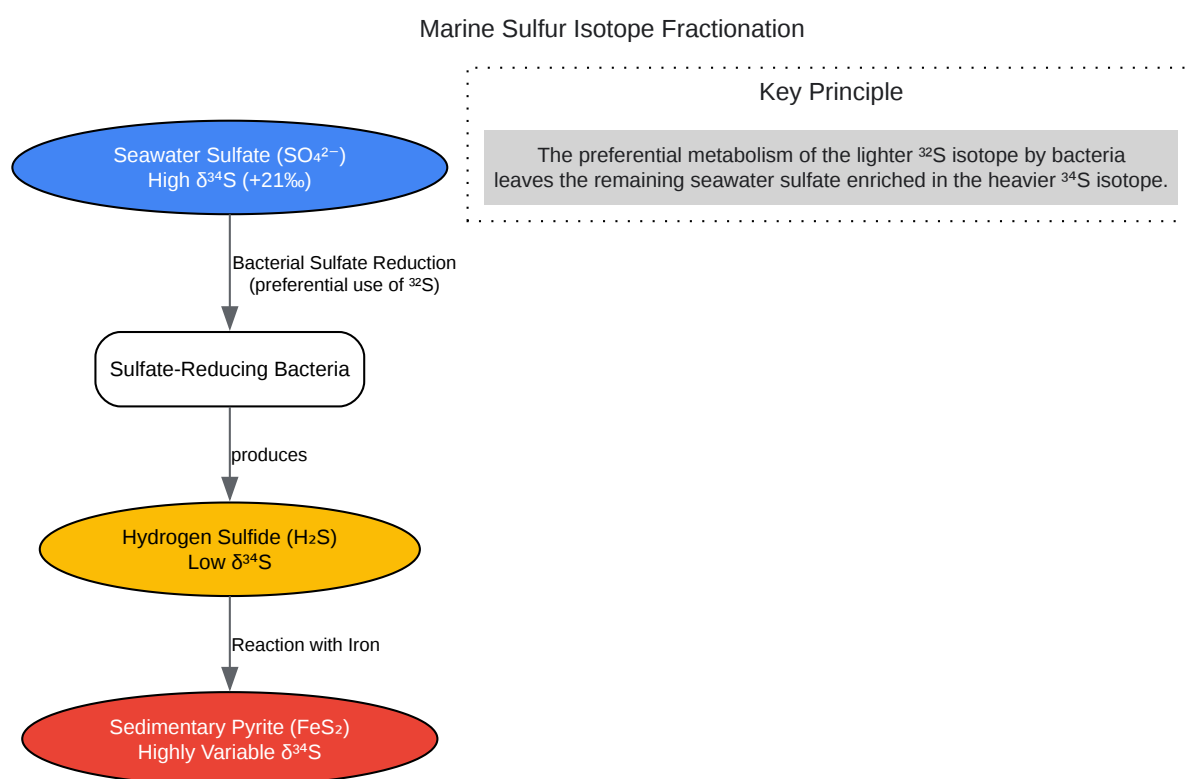 Marine Sulfur Isotope Fractionation
Key Principle
The preferential metabolism of the lighter ³²S isotope by bacteria
leaves the remaining seawater sulfate enriched in the heavier ³⁴S isotope.
Seawater Sulfate (SO₄²⁻)
High δ³⁴S (+21‰)
Bacterial Sulfate Reduction
(preferential use of ³²S)
Sulfate-Reducing Bacteria
produces
Hydrogen Sulfide (H₂S)
Low δ³⁴S
Reaction with Iron
Sedimentary Pyrite (FeS₂)
Highly Variable δ³⁴S